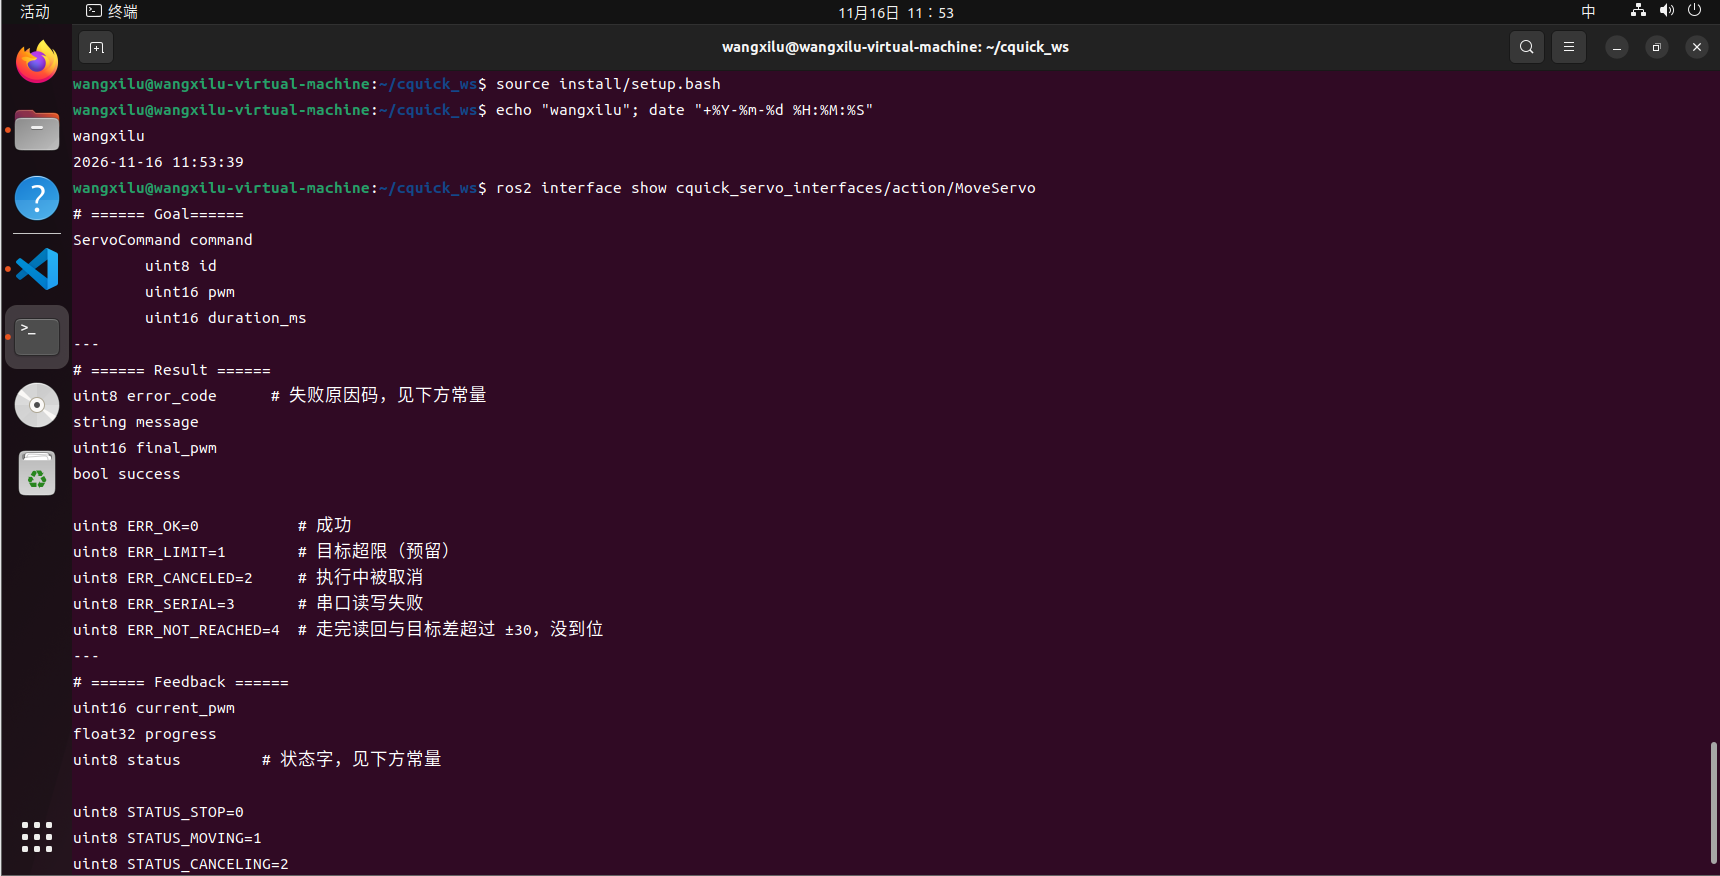 活动
终端
11月16日 11：53
中
wangxilu@wangxilu-virtual-machine: ~/cquick_ws
wangxilu@wangxilu-virtual-machine:~/cquick_ws$ source install/setup.bash
wangxilu@wangxilu-virtual-machine:~/cquick_ws$ echo "wangxilu"; date "+%Y-%m-%d %H:%M:%S"
wangxilu
2026-11-16 11:53:39
wangxilu@wangxilu-virtual-machine:~/cquick_ws$ ros2 interface show cquick_servo_interfaces/action/MoveServo
# ====== Goal======
ServoCommand command
        uint8 id
        uint16 pwm
        uint16 duration_ms
---
# ====== Result ======
uint8 error_code      # 失败原因码，见下方常量
string message
uint16 final_pwm
bool success
uint8 ERR_OK=0           # 成功
uint8 ERR_LIMIT=1        # 目标超限（预留）
uint8 ERR_CANCELED=2     # 执行中被取消
uint8 ERR_SERIAL=3       # 串口读写失败
uint8 ERR_NOT_REACHED=4  # 走完读回与目标差超过 ±30，没到位
---
# ====== Feedback ======
uint16 current_pwm
float32 progress
uint8 status         # 状态字，见下方常量
uint8 STATUS_STOP=0
uint8 STATUS_MOVING=1
uint8 STATUS_CANCELING=2